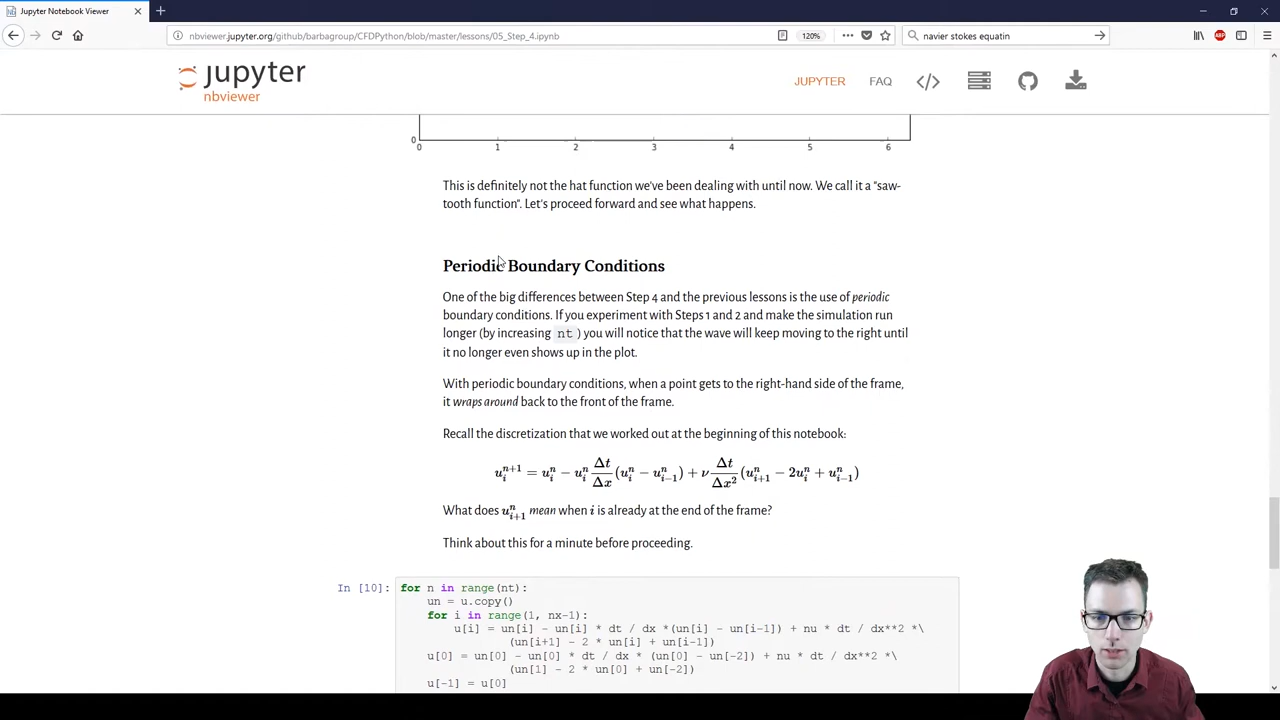 Jupyter Notebook Viewer
nbviewer.jupyter.org/github/barbagroup/CFDPython/blob/master/lessons/05_Step_4.ipynb
120%
navier stokes equatin
ABP
jupyter
nbviewer
JUPYTER
FAQ
0
0 1 2 3 4 5 6
This is definitely not the hat function we've been dealing with until now. We call it a "saw-
tooth function". Let's proceed forward and see what happens.
Periodic Boundary Conditions
One of the big differences between Step 4 and the previous lessons is the use of periodic
boundary conditions. If you experiment with Steps 1 and 2 and make the simulation run
longer (by increasing nt ) you will notice that the wave will keep moving to the right until
it no longer even shows up in the plot.
With periodic boundary conditions, when a point gets to the right-hand side of the frame,
it wraps around back to the front of the frame.
Recall the discretization that we worked out at the beginning of this notebook:
u_i^{n+1} = u_i^n − u_i^n Δt/Δx (u_i^n − u_{i−1}^n) + ν Δt/Δx² (u_{i+1}^n − 2u_i^n + u_{i−1}^n)
What does u_{i+1}^n mean when i is already at the end of the frame?
Think about this for a minute before proceeding.
In [10]: for n in range(nt):
un = u.copy()
for i in range(1, nx-1):
u[i] = un[i] - un[i] * dt / dx *(un[i] - un[i-1]) + nu * dt / dx**2 *\
(un[i+1] - 2 * un[i] + un[i-1])
u[0] = un[0] - un[0] * dt / dx * (un[0] - un[-2]) + nu * dt / dx**2 *\
(un[1] - 2 * un[0] + un[-2])
u[-1] = u[0]